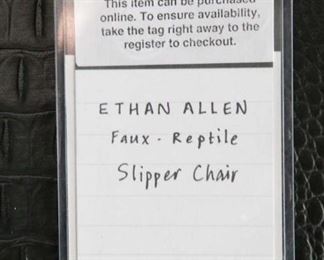 This item can be purchased
online. To ensure availability,
take the tag right away to the
register to checkout.
ETHAN ALLEN
Faux - Reptile
Slipper Chair